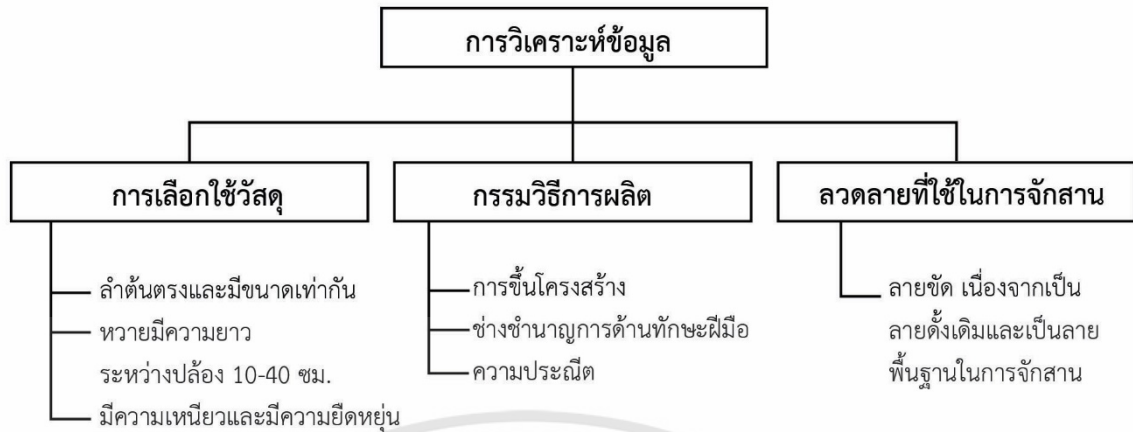 การวิเคราะห์ข้อมูล
การเลือกใช้วัสดุ
ลำต้นตรงและมีขนาดเท่ากัน
หวายมีความยาว
ระหว่างปล้อง 10-40 ซม.
มีความเหนียวและมีความยืดหยุ่น
กรรมวิธีการผลิต
การขึ้นโครงสร้าง
ช่างชำนาญการด้านทักษะฝีมือ
ความประณีต
ลวดลายที่ใช้ในการจักสาน
ลายขัด เนื่องจากเป็น
ลายดั้งเดิมและเป็นลาย
พื้นฐานในการจักสาน